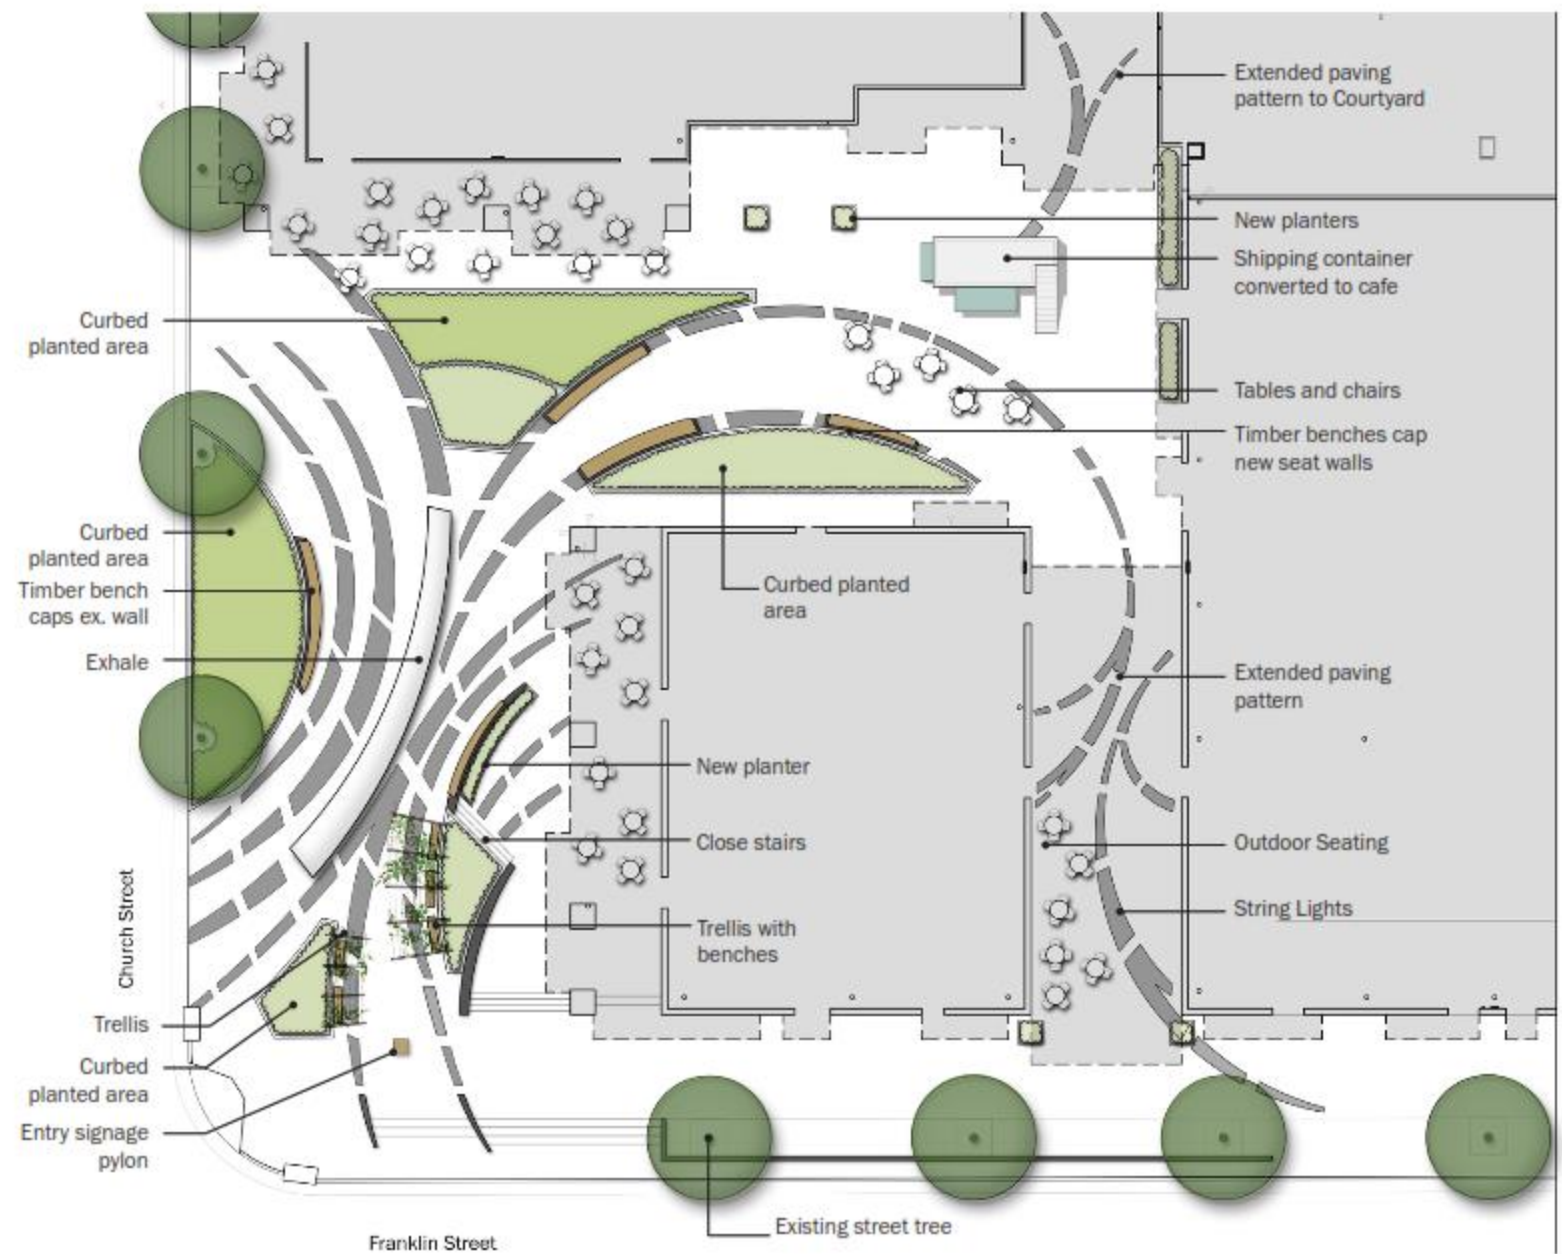 Extended paving
pattern to Courtyard
New planters
Shipping container
converted to cafe
Curbed
planted area
Tables and chairs
Timber benches cap
new seat walls
Curbed
planted area
Timber bench
caps ex. wall
Curbed planted
area
Exhale
Extended paving
pattern
New planter
Close stairs
Outdoor Seating
String Lights
Trellis with
benches
Church Street
Trellis
Curbed
planted area
Entry signage
pylon
Existing street tree
Franklin Street